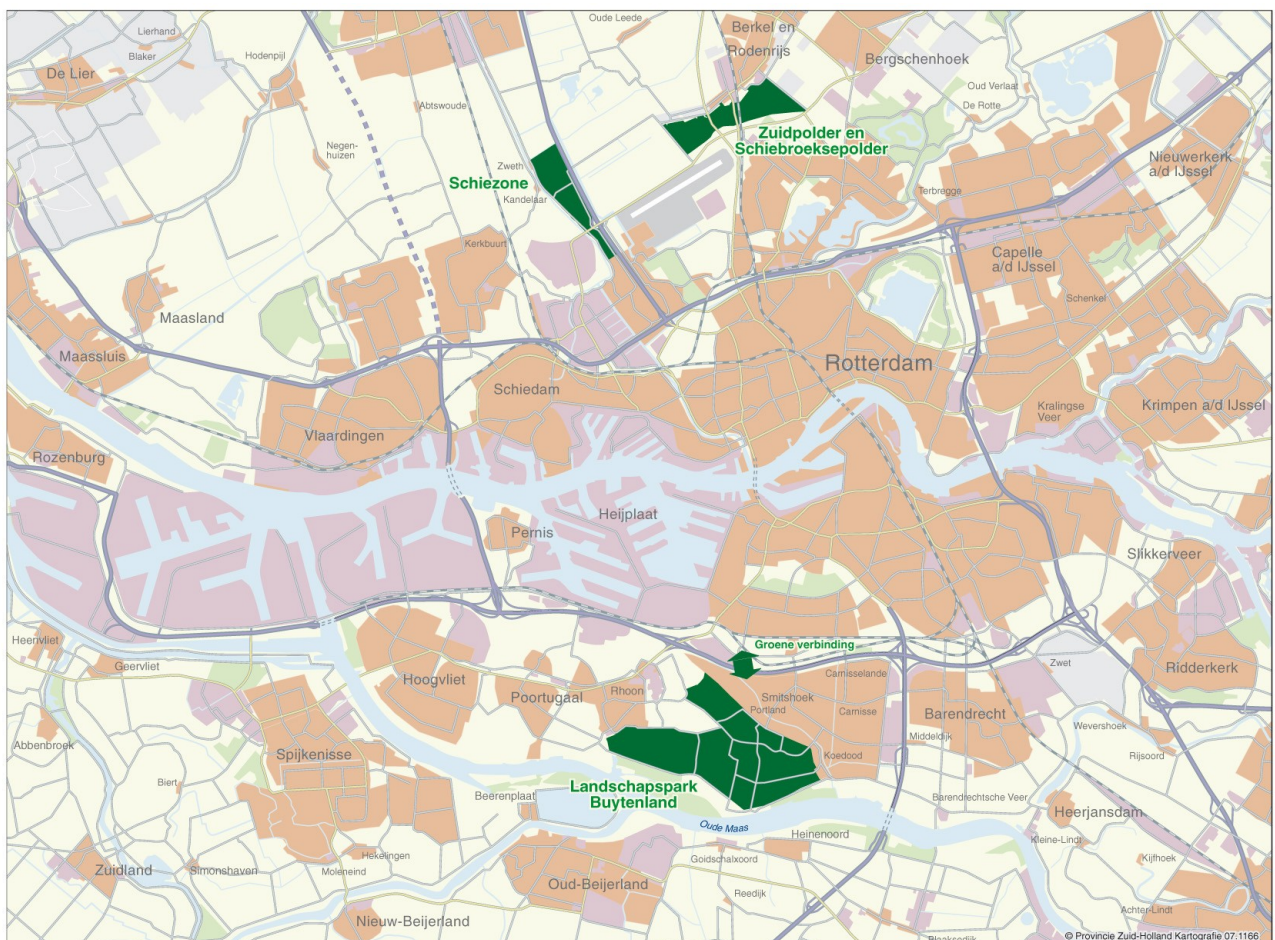 Oude Leede
Berkel en
Rodenrijs
Bergschenhoek
Lierhand
Blaker
Hodenpijl
De Lier
Oud Verlaat
De Rotte
Abtswoude
Negen-
huizen
Zuidpolder en
Schiebroeksepolder
Nieuwerkerk
a/d IJssel
Zweth
Schiezone
Kandelaar
Terbregge
Kerkbuurt
Capelle
a/d IJssel
Schenkel
Maasland
Maassluis
Rotterdam
Schiedam
Kralingse
Veer
Krimpen a/d IJssel
Vlaardingen
Rozenburg
Heijplaat
Pernis
Slikkerveer
Heenvliet
Geervliet
Groene verbinding
Zwet
Ridderkerk
Hoogvliet
Poortugaal
Rhoon
Carnisselande
Smitshoek
Portland
Carnisse
Barendrecht
Middeldijk
Wevershoek
Rijsoord
Abbenbroek
Spijkenisse
Koedood
Biert
Beerenplaat
Landschapspark
Buytenland
Barendrechtsche Veer
Heerjansdam
Oude Maas
Heinenoord
Kleine-Lindt
Kijfhoek
Zuidland
Simonshaven
Hekelingen
Moleneind
Goidschalxoord
Oud-Beijerland
Reedijk
Achter-Lindt
Nieuw-Beijerland
Blaaksedijk
© Provincie Zuid-Holland Kartografie 07.1166